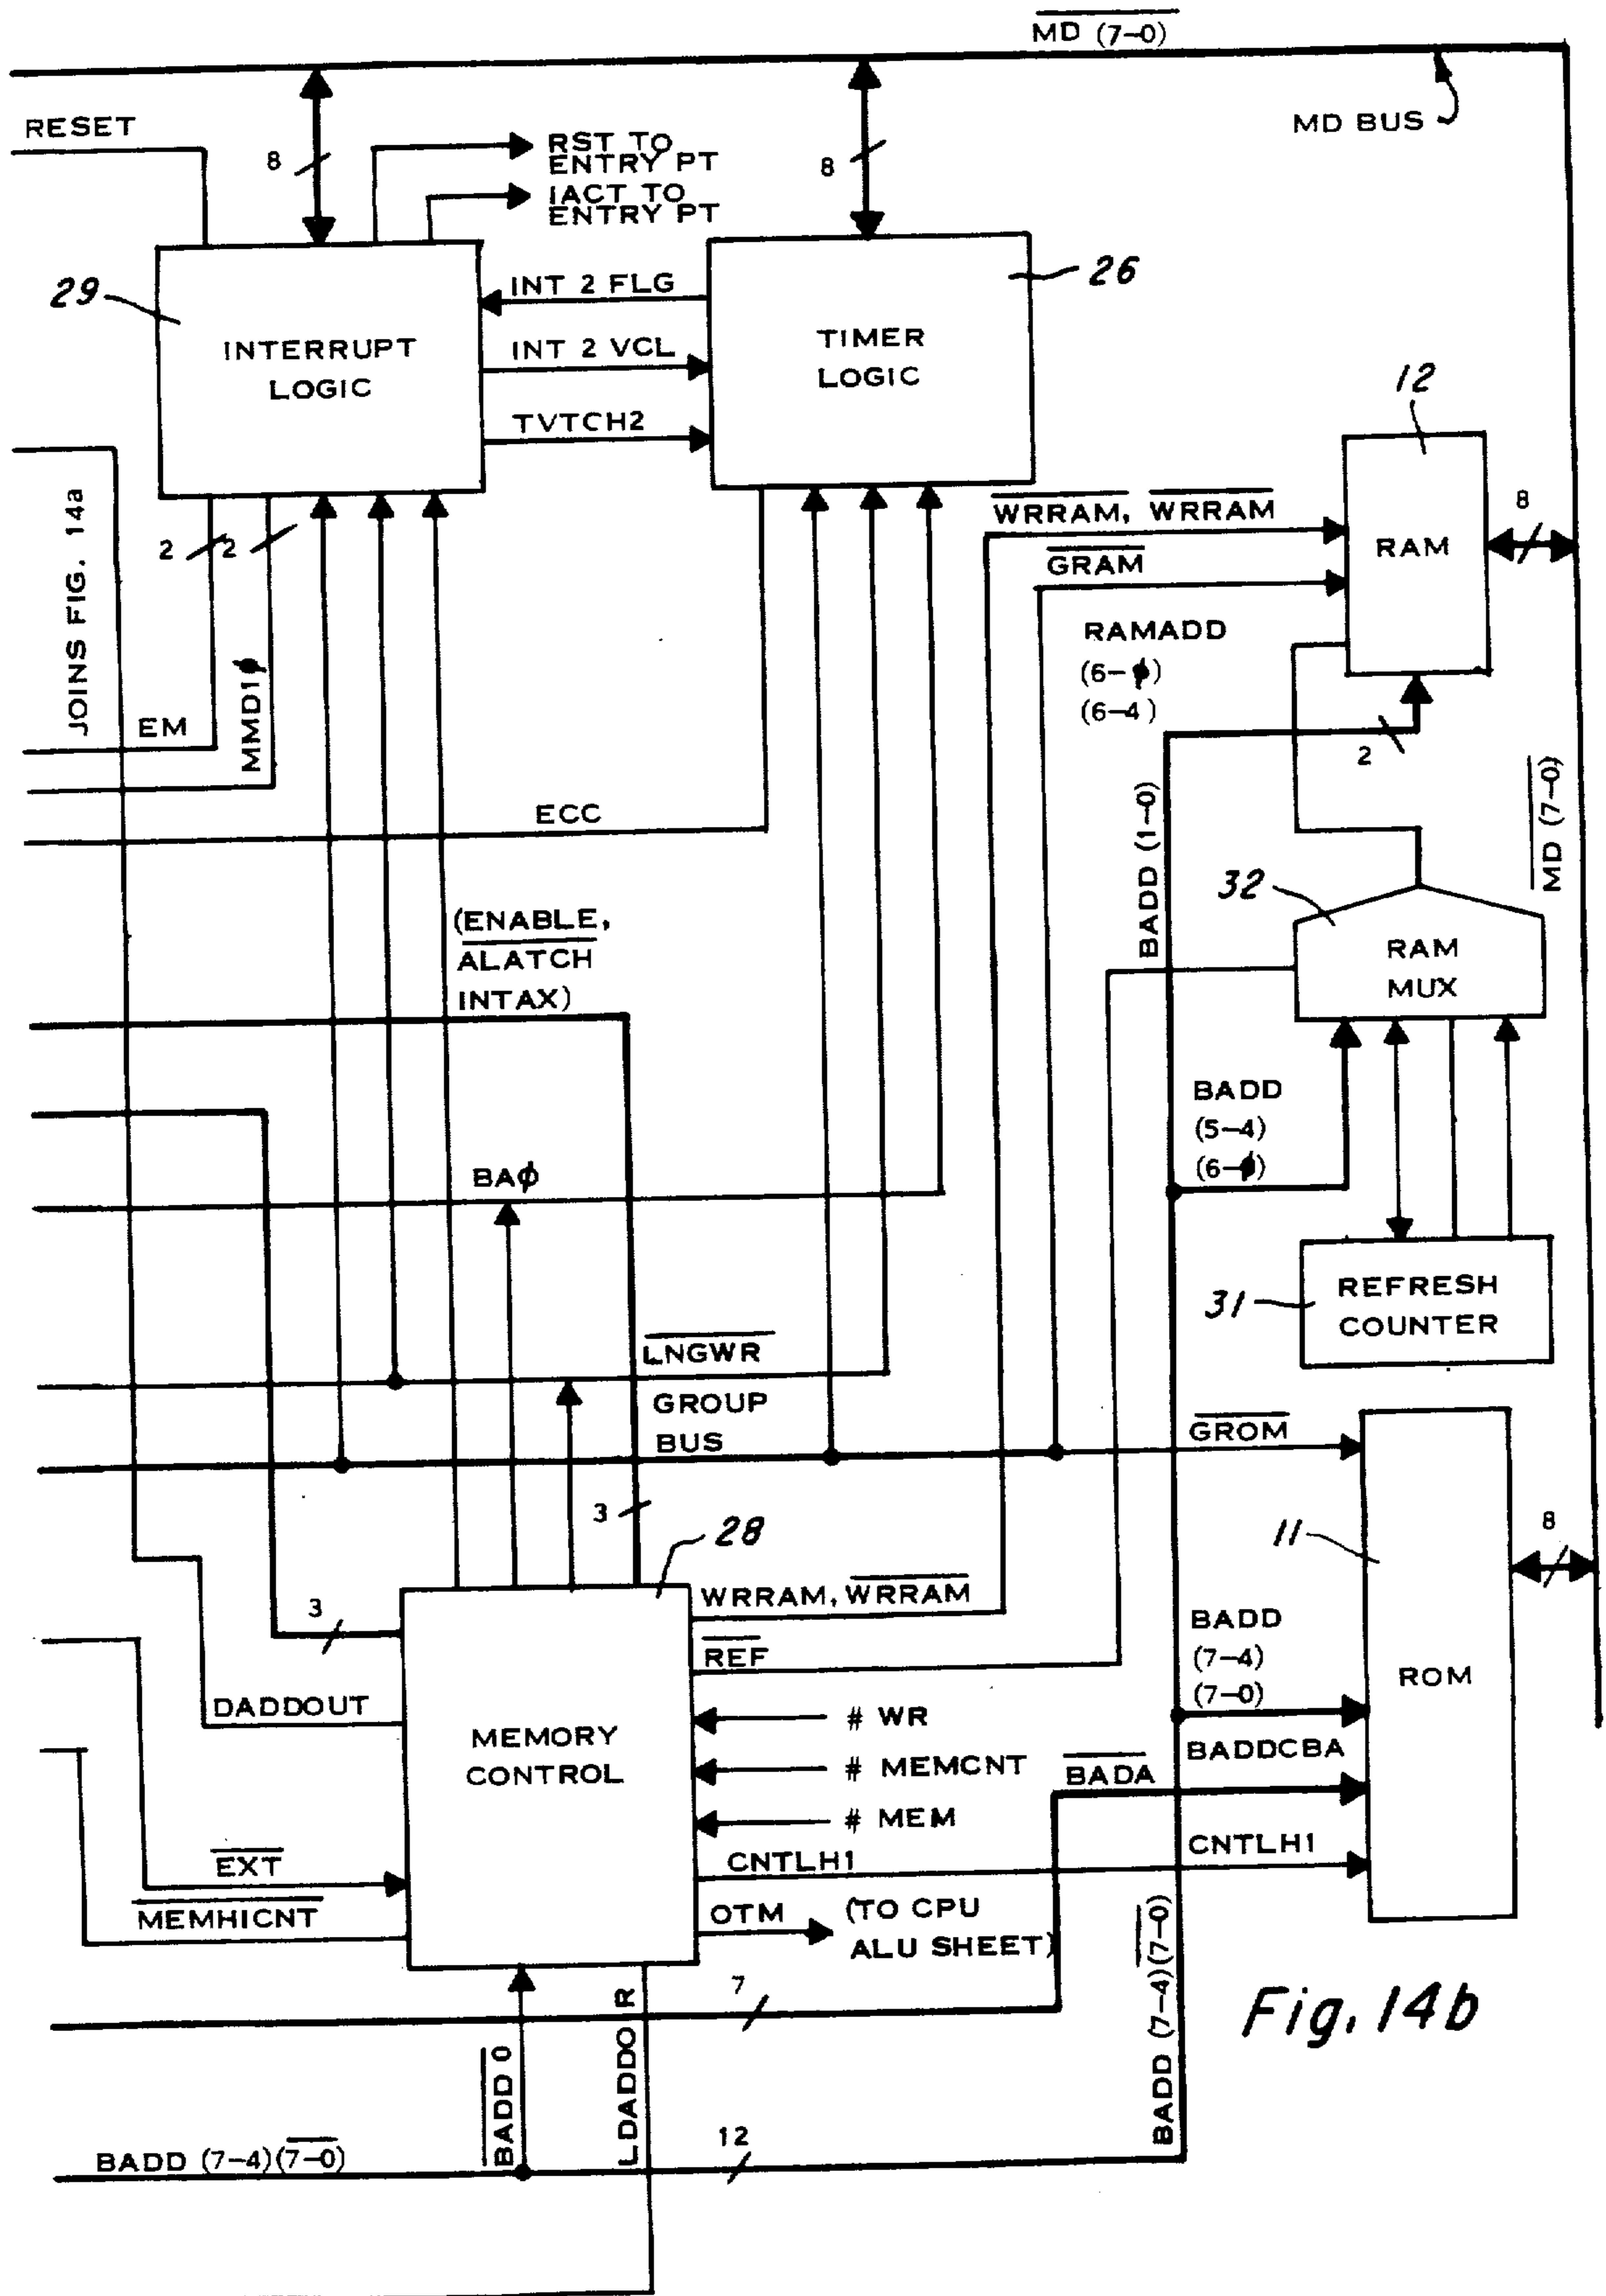 MD (7-0)
MD BUS
RESET
8
RST TO
ENTRY PT
IACT TO
ENTRY PT
8
29
INTERRUPT
LOGIC
INT 2 FLG
INT 2 VCL
TVTCH2
26
TIMER
LOGIC
12
RAM
8
WRRAM, WRRAM
GRAM
RAMADD
(6-ϕ)
(6-4)
2
JOINS FIG. 14a
2
2
EM
MMD1ϕ
ECC
BADD (1-0)
MD (7-0)
32
RAM
MUX
(ENABLE,
ALATCH
INTAX)
BADD
(5-4)
(6-ϕ)
BAϕ
31
REFRESH
COUNTER
LNGWR
GROUP
BUS
GROM
3
28
11
8
3
WRRAM, WRRAM
REF
BADD
(7-4)
(7-0)
ROM
DADDOUT
MEMORY
CONTROL
# WR
# MEMCNT
# MEM
BADA
BADDCBA
CNTLH1
CNTLH1
EXT
MEMHICNT
OTM
(TO CPU
ALU SHEET)
7
BADD 0
LDADDOR
BADD (7-4)(7-0)
12
BADD (7-4)(7-0)
Fig. 14b